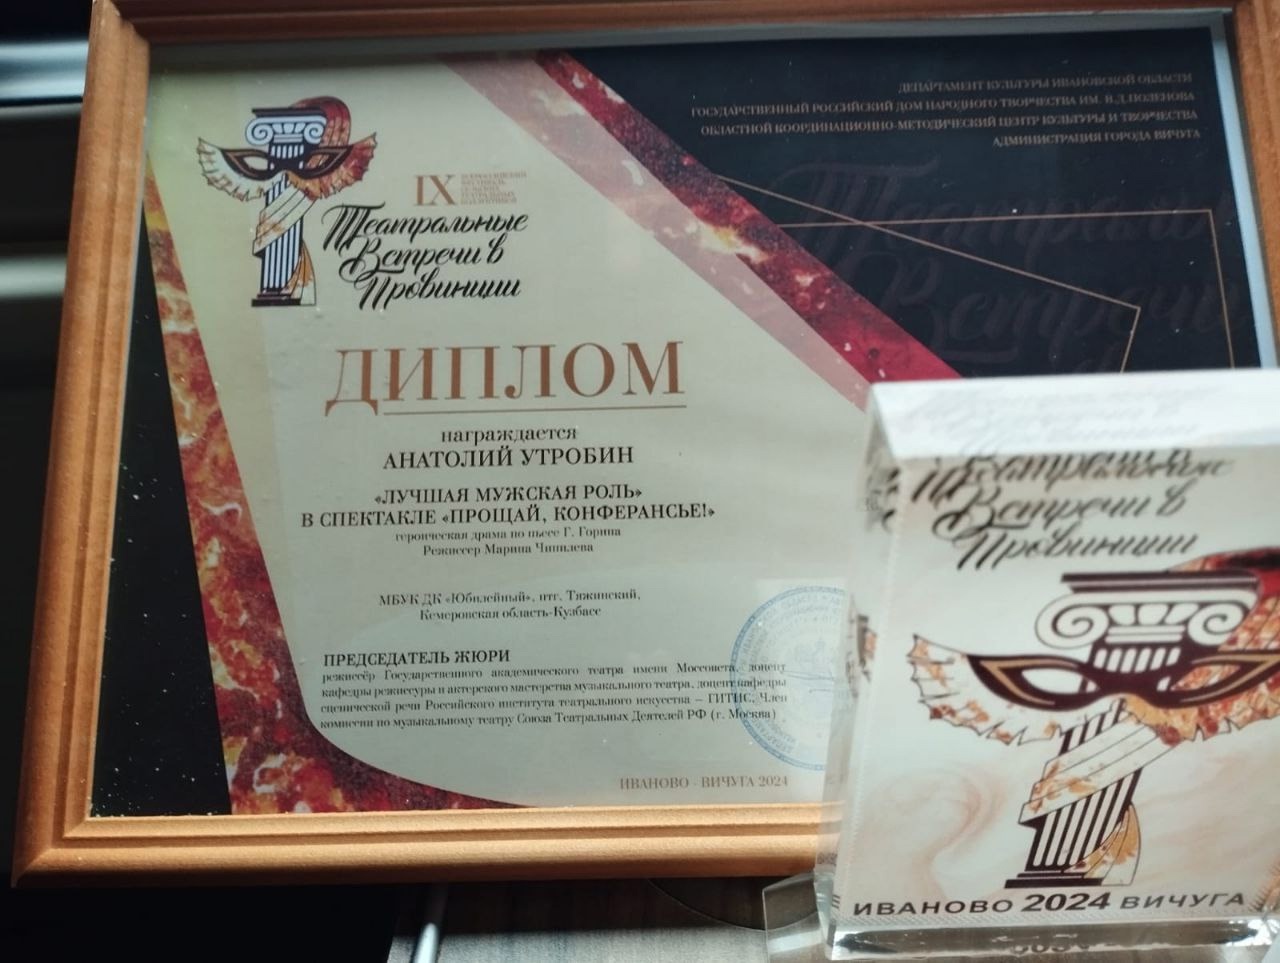 ДЕПАРТАМЕНТ КУЛЬТУРЫ ИВАНОВСКОЙ ОБЛАСТИ
ГОСУДАРСТВЕННЫЙ РОССИЙСКИЙ ДОМ НАРОДНОГО ТВОРЧЕСТВА ИМ. В.Д.ПОЛЕНОВА
ОБЛАСТНОЙ КООРДИНАЦИОННО-МЕТОДИЧЕСКИЙ ЦЕНТР КУЛЬТУРЫ И ТВОРЧЕСТВА
АДМИНИСТРАЦИЯ ГОРОДА ВИЧУГА
IX
Театральные
Встречи в
Провинции
ДИПЛОМ
награждается
АНАТОЛИЙ УТРОБИН
«ЛУЧШАЯ МУЖСКАЯ РОЛЬ»
В СПЕКТАКЛЕ «ПРОЩАЙ, КОНФЕРАНСЬЕ!»
героическая драма по пьесе Г. Горина
Режиссер Марина Чипилева
МБУК ДК «Юбилейный», пгт. Тяжинский,
Кемеровская область-Кузбасс
ПРЕДСЕДАТЕЛЬ ЖЮРИ
режиссёр Государственного академического театра имени Моссовета, доцент
кафедры режиссуры и актерского мастерства музыкального театра, доцент кафедры
сценической речи Российского института театрального искусства – ГИТИС, Член
комиссии по музыкальному театру Союза Театральных Деятелей РФ (г. Москва)
ИВАНОВО - ВИЧУГА 2024
Театральные
Встречи в
Провинции
ИВАНОВО 2024 ВИЧУГА